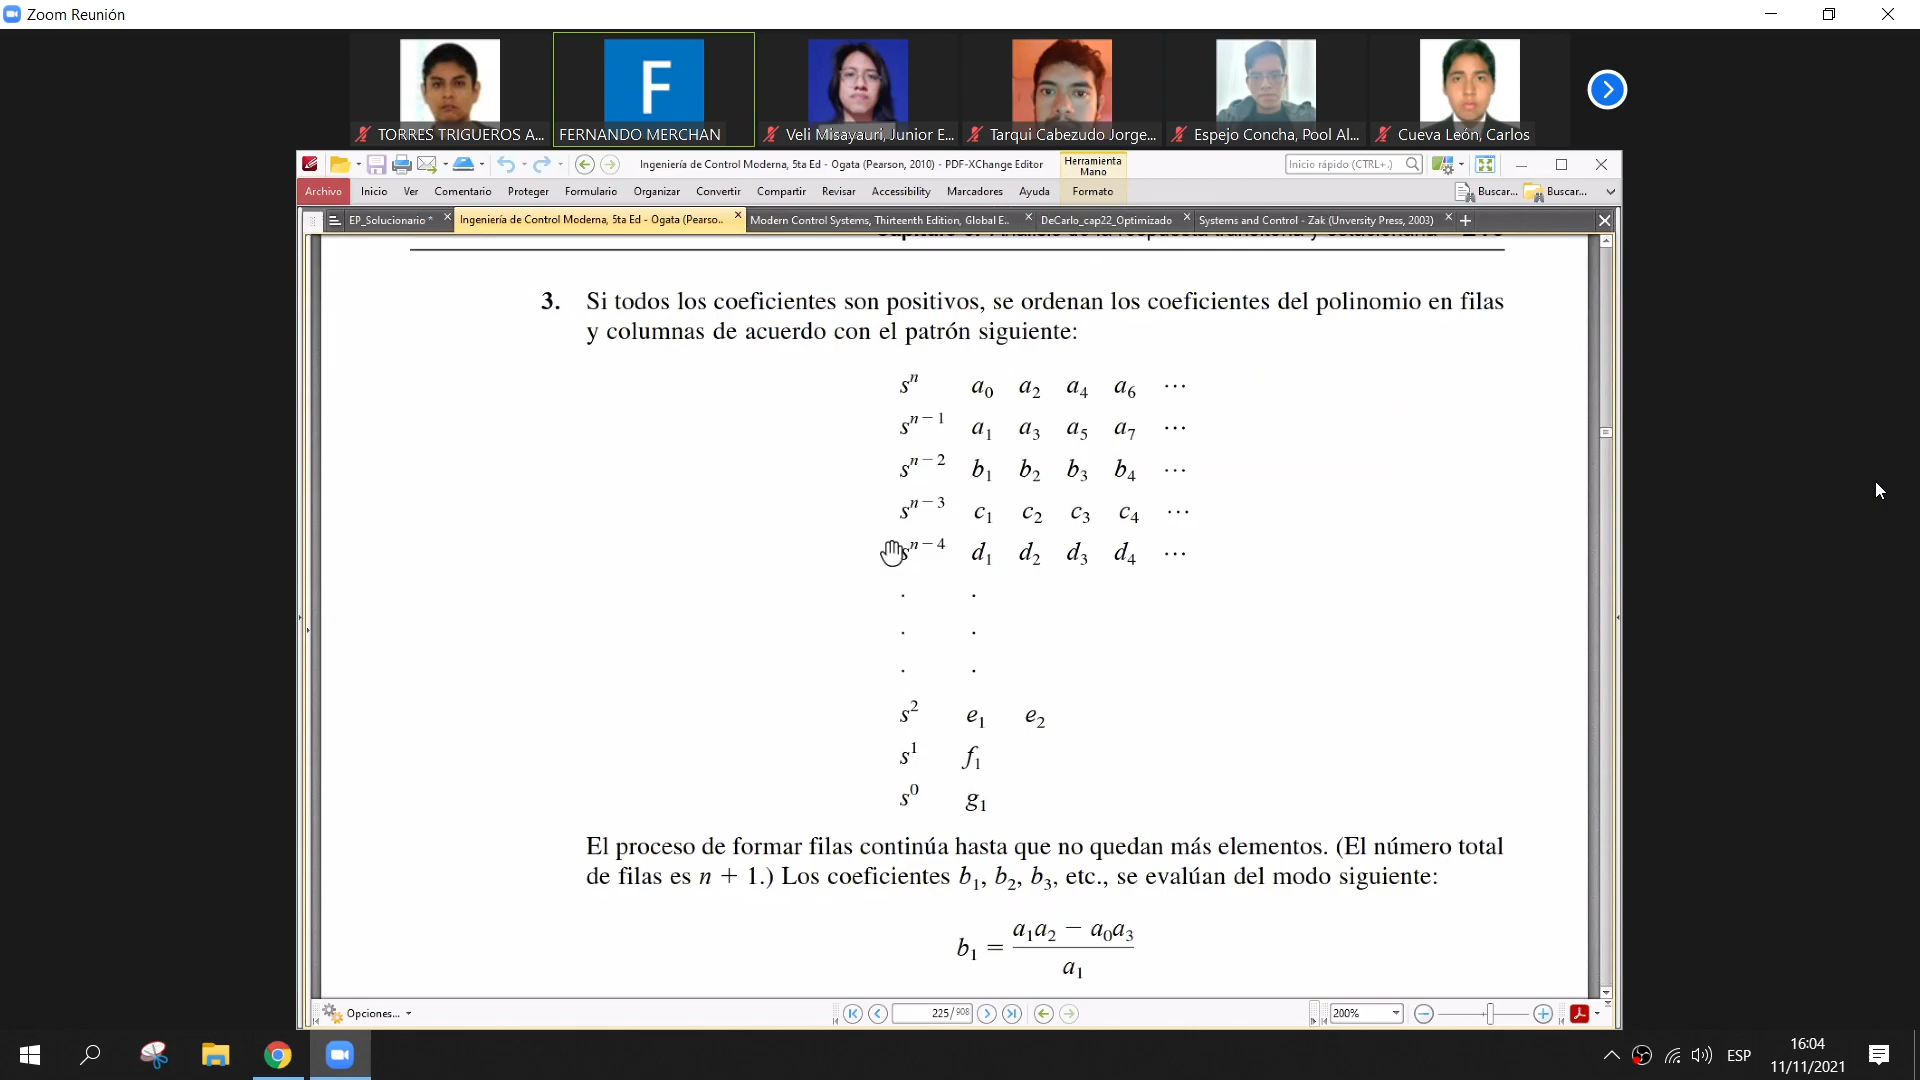 Zoom Reunión
TORRES TRIGUEROS A...
F
FERNANDO MERCHAN
Veli Misayauri, Junior E...
Tarqui Cabezudo Jorge...
Espejo Concha, Pool Al...
Cueva León, Carlos
Ingeniería de Control Moderna, 5ta Ed - Ogata (Pearson, 2010) - PDF-XChange Editor
Herramienta
Mano
Inicio rápido (CTRL+.)
Archivo Inicio Ver Comentario Proteger Formulario Organizar Convertir Compartir Revisar Accessibility Marcadores Ayuda Formato
Buscar... Buscar...
EP_Solucionario *
Ingeniería de Control Moderna, 5ta Ed - Ogata (Pearso..
Modern Control Systems, Thirteenth Edition, Global E..
DeCarlo_cap22_Optimizado
Systems and Control - Zak (Unversity Press, 2003)
3. Si todos los coeficientes son positivos, se ordenan los coeficientes del polinomio en filas
y columnas de acuerdo con el patrón siguiente:
sⁿ a₀ a₂ a₄ a₆ ⋯
sⁿ⁻¹ a₁ a₃ a₅ a₇ ⋯
sⁿ⁻² b₁ b₂ b₃ b₄ ⋯
sⁿ⁻³ c₁ c₂ c₃ c₄ ⋯
sⁿ⁻⁴ d₁ d₂ d₃ d₄ ⋯
. .
. .
. .
s² e₁ e₂
s¹ f₁
s⁰ g₁
El proceso de formar filas continúa hasta que no quedan más elementos. (El número total
de filas es n + 1.) Los coeficientes b₁, b₂, b₃, etc., se evalúan del modo siguiente:
b₁ = (a₁a₂ − a₀a₃) / a₁
Opciones...
225/908
200%
ESP
16:04
11/11/2021